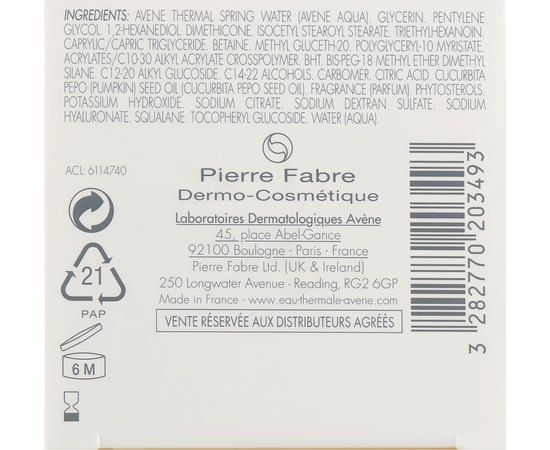 INGREDIENTS: AVENE THERMAL SPRING WATER (AVENE AQUA). GLYCERIN. PENTYLENE
GLYCOL. 1,2-HEXANEDIOL. DIMETHICONE. ISOCETYL STEAROYL STEARATE. TRIETHYLHEXANOIN.
CAPRYLIC/CAPRIC TRIGLYCERIDE. BETAINE. METHYL GLUCETH-20. POLYGLYCERYL-10 MYRISTATE.
ACRYLATES/C10-30 ALKYL ACRYLATE CROSSPOLYMER. BHT. BIS-PEG-18 METHYL ETHER DIMETHYL
SILANE. C12-20 ALKYL GLUCOSIDE. C14-22 ALCOHOLS. CARBOMER. CITRIC ACID. CUCURBITA
PEPO (PUMPKIN) SEED OIL (CUCURBITA PEPO SEED OIL). FRAGRANCE (PARFUM). PHYTOSTEROLS.
POTASSIUM HYDROXIDE. SODIUM CITRATE. SODIUM DEXTRAN SULFATE. SODIUM
HYALURONATE. SQUALANE. TOCOPHERYL GLUCOSIDE. WATER (AQUA).
ACL: 6114740
Pierre Fabre
Dermo-Cosmétique
Laboratoires Dermatologiques Avène
45, place Abel-Gance
92100 Boulogne - Paris - France
Pierre Fabre Ltd. (UK & Ireland)
250 Longwater Avenue - Reading, RG2 6GP
Made in France - www.eauthermale-avene.com
VENTE RÉSERVÉE AUX DISTRIBUTEURS AGRÉÉS
21
PAP
6 M
3 282770 203493